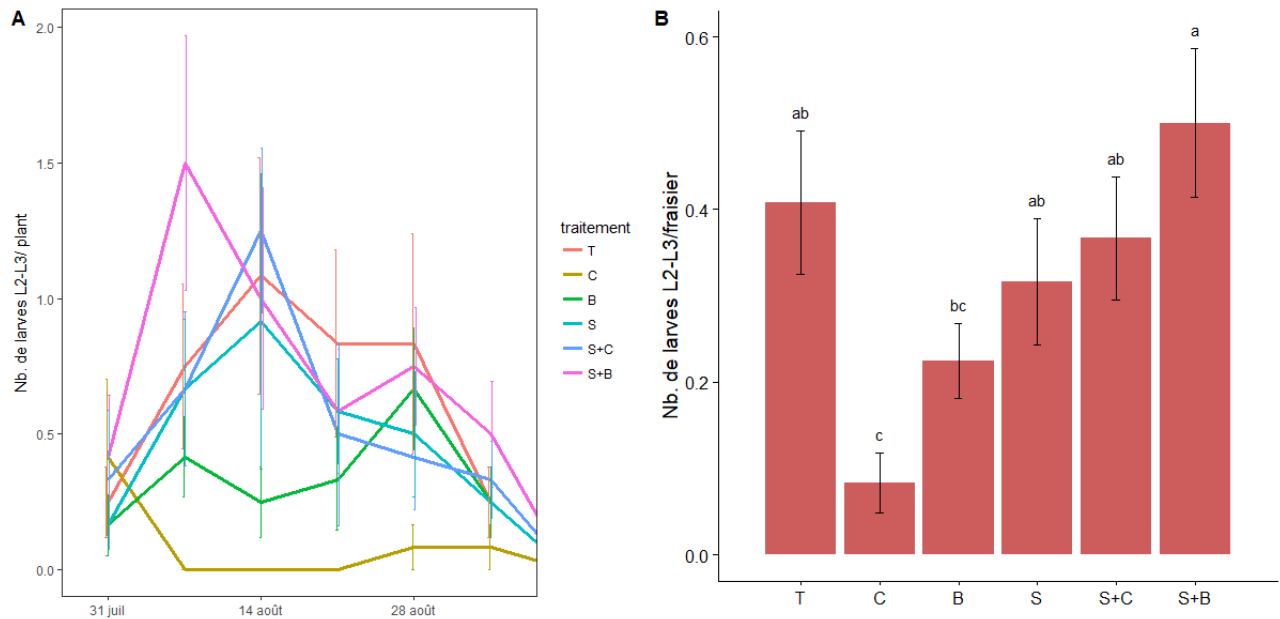 A
Nb. de larves L2-L3/ plant
2.0
1.5
1.0
0.5
0.0
31 juil
14 août
28 août
traitement
T
C
B
S
S+C
S+B
B
Nb. de larves L2-L3/fraisier
0.6
0.4
0.2
0.0
ab
c
bc
ab
ab
a
T
C
B
S
S+C
S+B